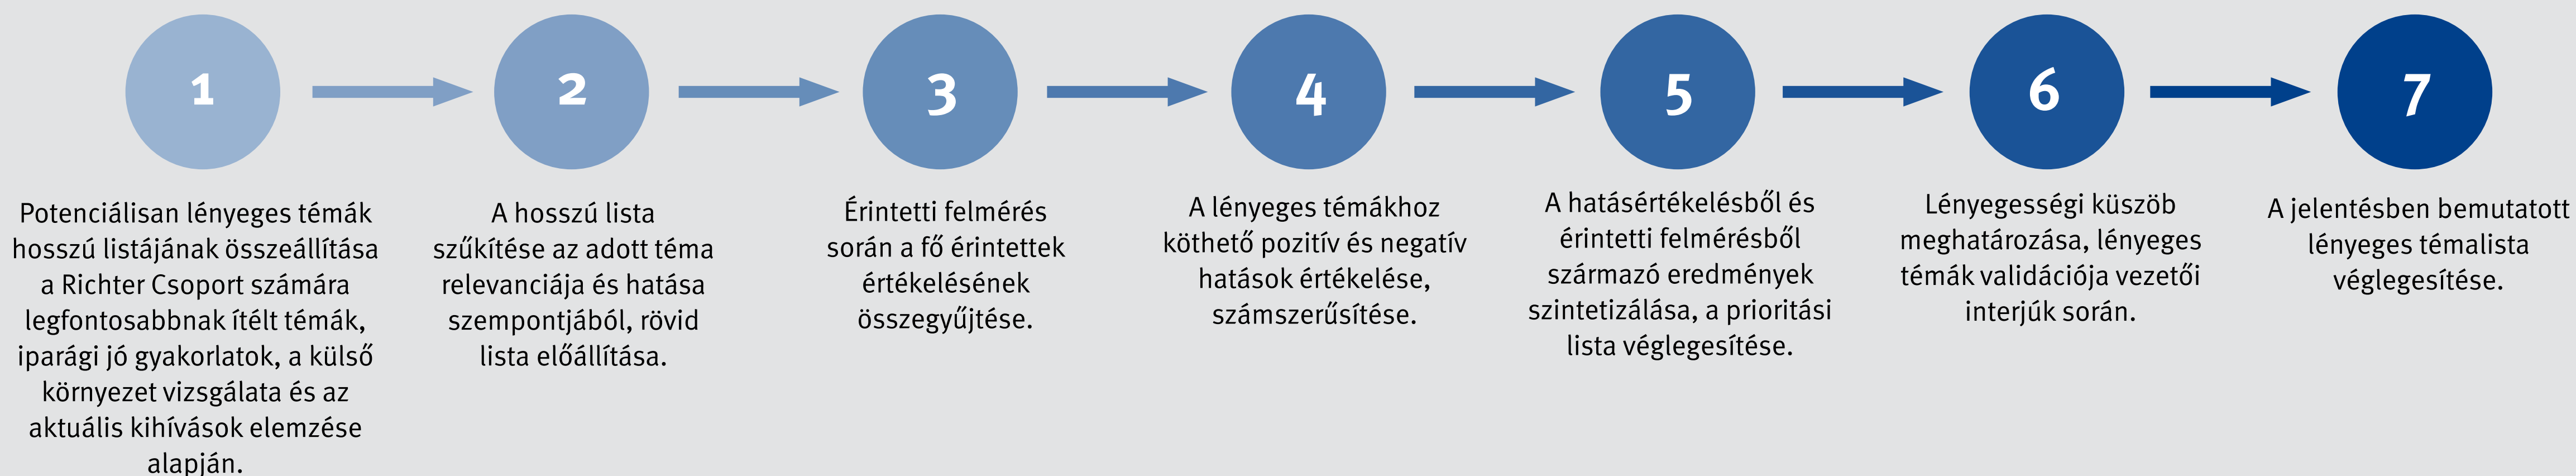 1
Potenciálisan lényeges témák
hosszú listájának összeállítása
a Richter Csoport számára
legfontosabbnak ítélt témák,
iparági jó gyakorlatok, a külső
környezet vizsgálata és az
aktuális kihívások elemzése
alapján.
2
A hosszú lista
szűkítése az adott téma
relevanciája és hatása
szempontjából, rövid
lista előállítása.
3
Érintetti felmérés
során a fő érintettek
értékelésének
összegyűjtése.
4
A lényeges témákhoz
köthető pozitív és negatív
hatások értékelése,
számszerűsítése.
5
A hatásértékelésből és
érintetti felmérésből
származó eredmények
szintetizálása, a prioritási
lista véglegesítése.
6
Lényegességi küszöb
meghatározása, lényeges
témák validációja vezetői
interjúk során.
7
A jelentésben bemutatott
lényeges témalista
véglegesítése.